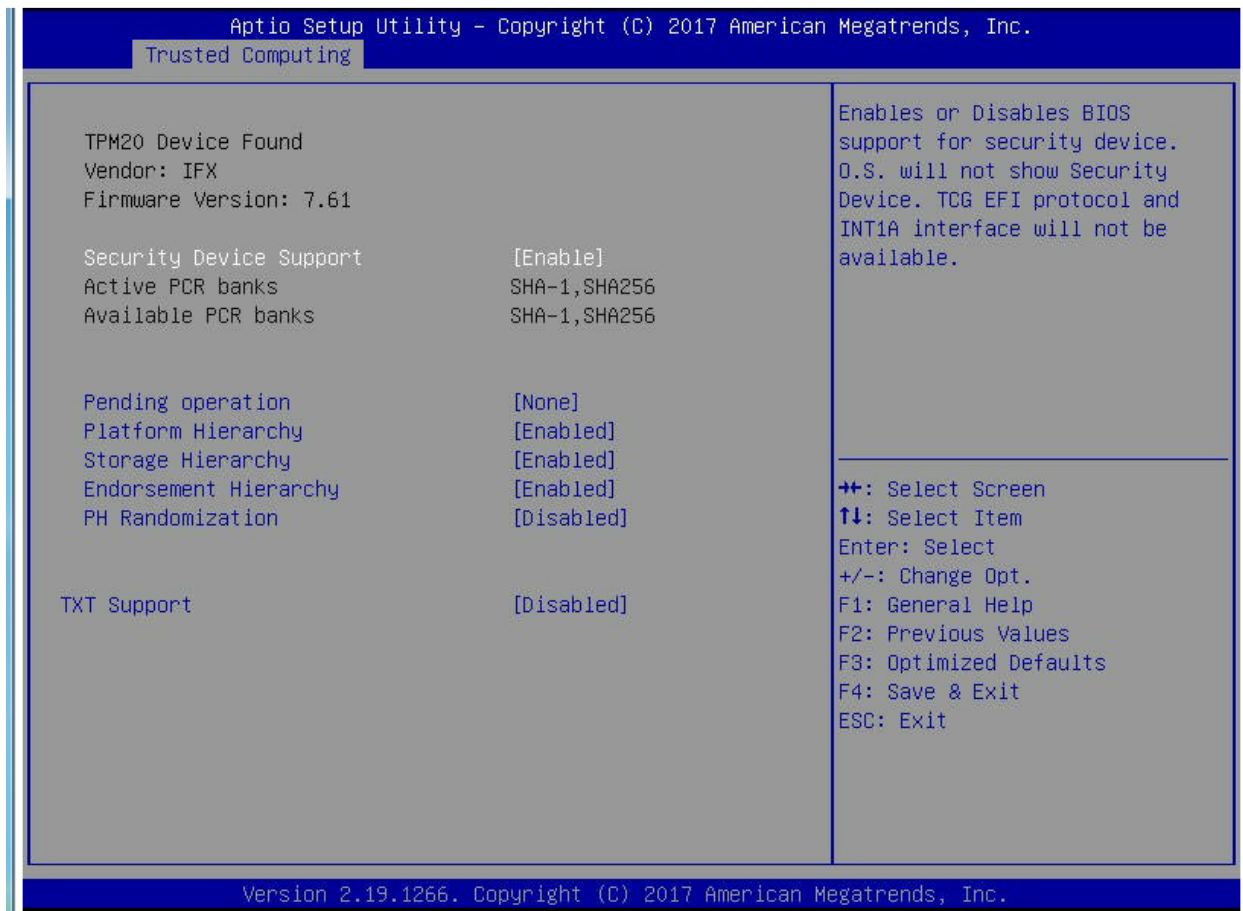 Aptio Setup Utility – Copyright (C) 2017 American Megatrends, Inc.
Trusted Computing
TPM20 Device Found
Vendor: IFX
Firmware Version: 7.61
Security Device Support [Enable]
Active PCR banks SHA-1,SHA256
Available PCR banks SHA-1,SHA256
Pending operation [None]
Platform Hierarchy [Enabled]
Storage Hierarchy [Enabled]
Endorsement Hierarchy [Enabled]
PH Randomization [Disabled]
TXT Support [Disabled]
Enables or Disables BIOS
support for security device.
O.S. will not show Security
Device. TCG EFI protocol and
INT1A interface will not be
available.
→←: Select Screen
↑↓: Select Item
Enter: Select
+/-: Change Opt.
F1: General Help
F2: Previous Values
F3: Optimized Defaults
F4: Save & Exit
ESC: Exit
Version 2.19.1266. Copyright (C) 2017 American Megatrends, Inc.